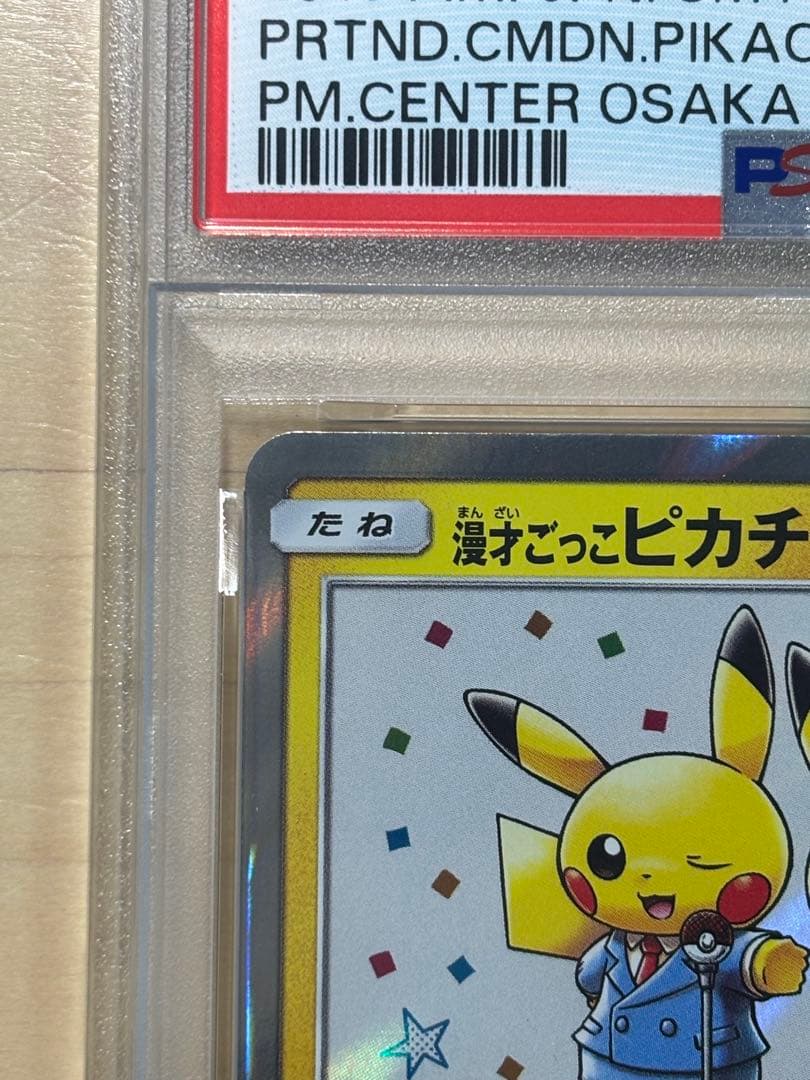 PRTND.CMDN.PIKAC
PM.CENTER OSAKA
PS
たね
まん ざい
漫才ごっこピカチ